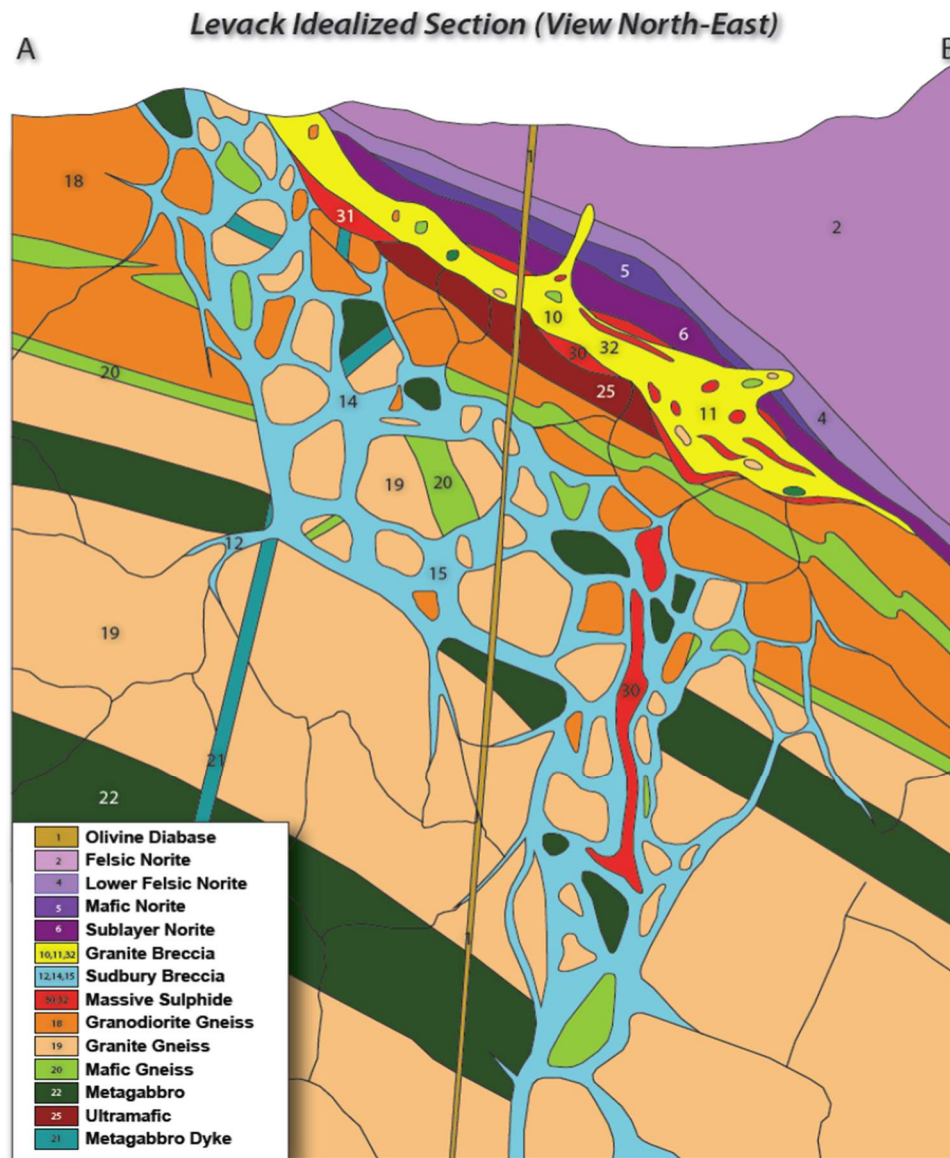 Levack Idealized Section (View North-East)
A
B
1
18
2
31
5
10
6
20
30
32
25
14
11
4
19
20
12
15
19
30
21
22
1
1 Olivine Diabase
2 Felsic Norite
4 Lower Felsic Norite
5 Mafic Norite
6 Sublayer Norite
10,11,32 Granite Breccia
12,14,15 Sudbury Breccia
Massive Sulphide
18 Granodiorite Gneiss
19 Granite Gneiss
20 Mafic Gneiss
22 Metagabbro
25 Ultramafic
21 Metagabbro Dyke